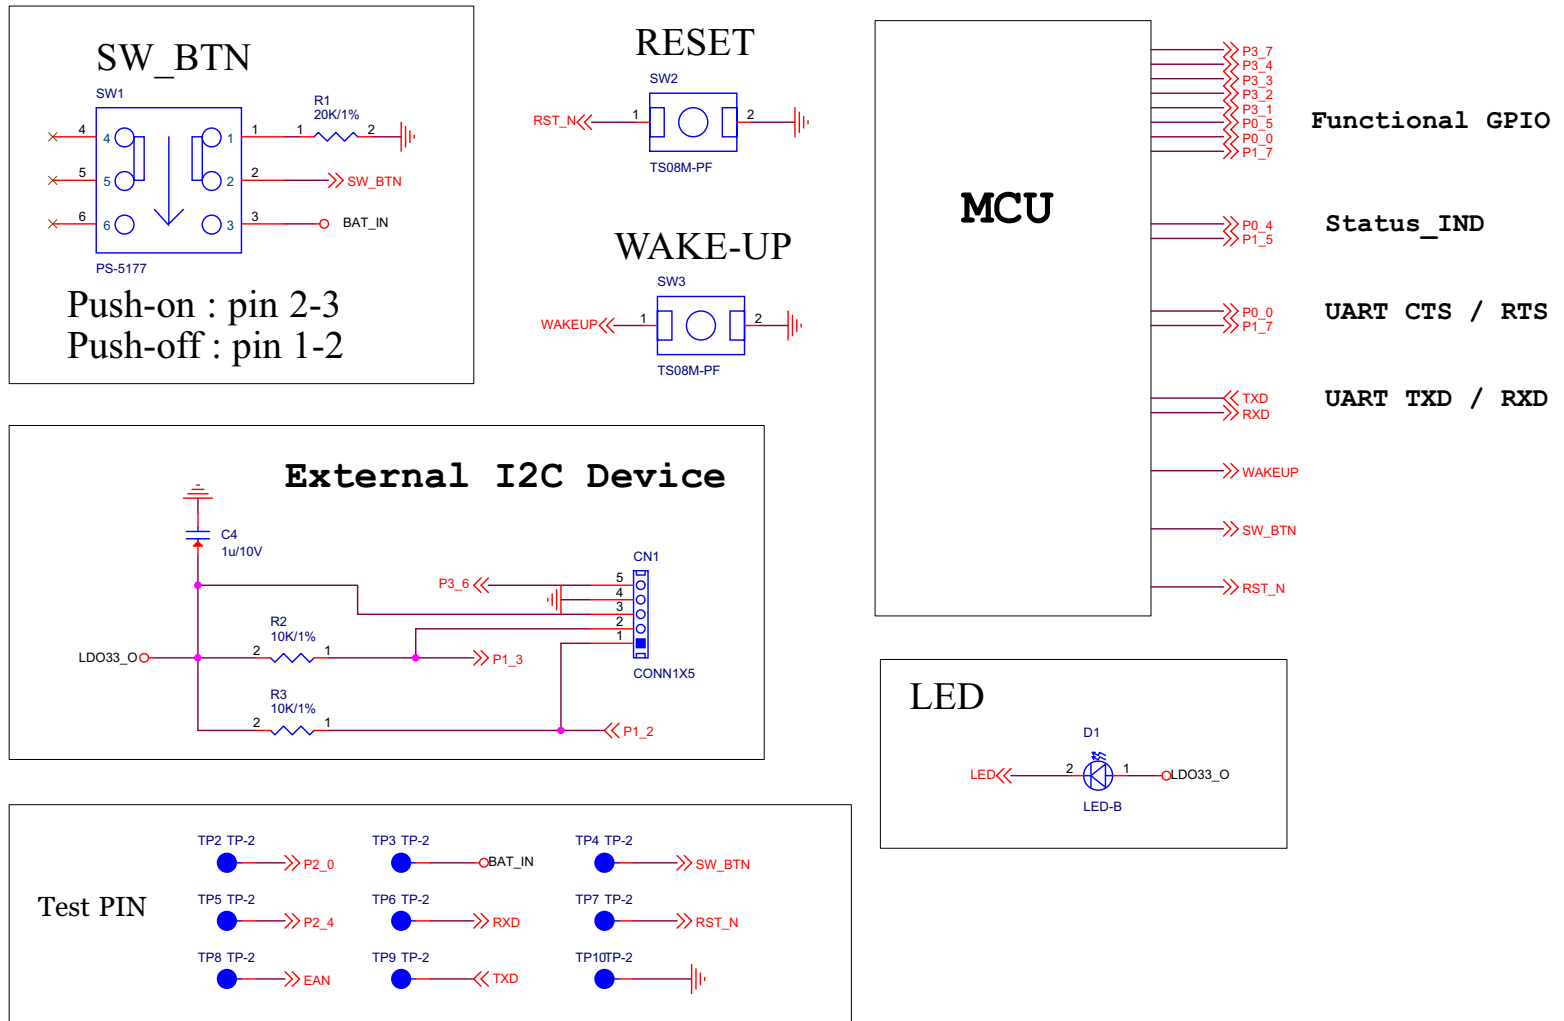 SW_BTN
SW1
R1
20K/1%
4 4 1 1 1 2
5 5 2 2 SW_BTN
6 6 3 3 BAT_IN
PS-5177
Push-on : pin 2-3
Push-off : pin 1-2
RESET
SW2
RST_N 1 2
TS08M-PF
WAKE-UP
SW3
WAKEUP 1 2
TS08M-PF
MCU
P3_7
P3_4
P3_3
P3_2
P3_1
P0_5
P0_0
P1_7
Functional GPIO
P0_4
P1_5
Status_IND
P0_0
P1_7
UART CTS / RTS
TXD
RXD
UART TXD / RXD
WAKEUP
SW_BTN
RST_N
External I2C Device
C4
1u/10V
CN1
P3_6 5
4
3
2
1
CONN1X5
R2
10K/1%
LDO33_O 2 1 P1_3
R3
10K/1%
2 1 P1_2
LED
D1
LED 2 1 LDO33_O
LED-B
Test PIN
TP2 TP-2 TP3 TP-2 TP4 TP-2
P2_0 BAT_IN SW_BTN
TP5 TP-2 TP6 TP-2 TP7 TP-2
P2_4 RXD RST_N
TP8 TP-2 TP9 TP-2 TP10TP-2
EAN TXD